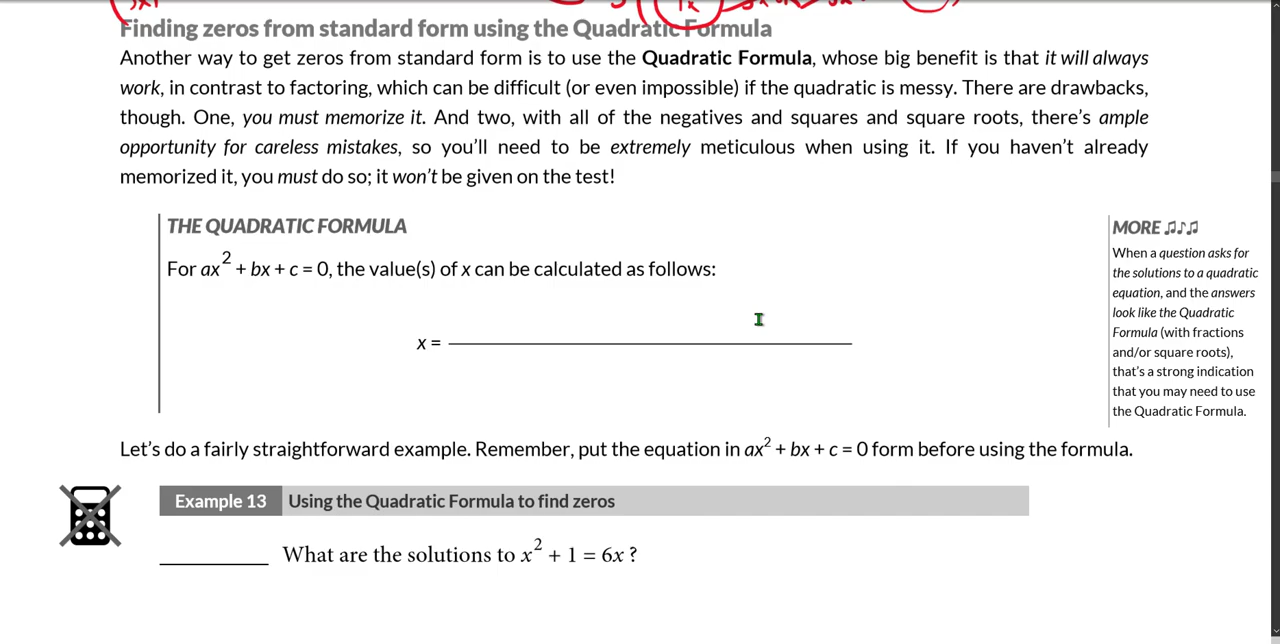 Finding zeros from standard form using the Quadratic Formula
Another way to get zeros from standard form is to use the Quadratic Formula, whose big benefit is that it will always
work, in contrast to factoring, which can be difficult (or even impossible) if the quadratic is messy. There are drawbacks,
though. One, you must memorize it. And two, with all of the negatives and squares and square roots, there's ample
opportunity for careless mistakes, so you'll need to be extremely meticulous when using it. If you haven't already
memorized it, you must do so; it won't be given on the test!
THE QUADRATIC FORMULA
For ax² + bx + c = 0, the value(s) of x can be calculated as follows:
x =
MORE ♫♪♫
When a question asks for
the solutions to a quadratic
equation, and the answers
look like the Quadratic
Formula (with fractions
and/or square roots),
that's a strong indication
that you may need to use
the Quadratic Formula.
Let's do a fairly straightforward example. Remember, put the equation in ax² + bx + c = 0 form before using the formula.
Example 13 Using the Quadratic Formula to find zeros
What are the solutions to x² + 1 = 6x ?